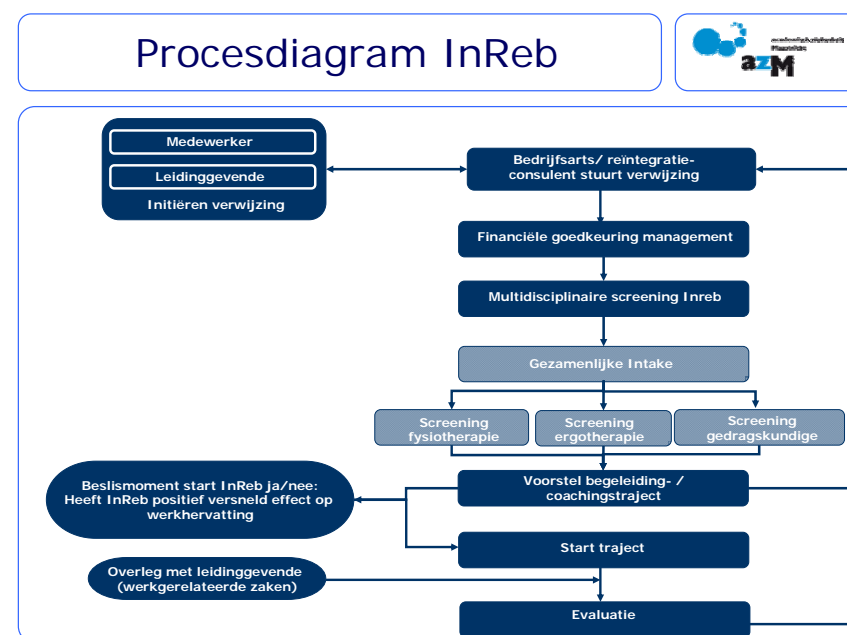 Procesdiagram InReb
azM
Medewerker
Leidinggevende
Initiëren verwijzing
Bedrijfsarts/ reïntegratie-
consulent stuurt verwijzing
Financiële goedkeuring management
Multidisciplinaire screening Inreb
Gezamenlijke Intake
Screening
fysiotherapie
Screening
ergotherapie
Screening
gedragskundige
Beslismoment start InReb ja/nee:
Heeft InReb positief versneld effect op
werkhervatting
Voorstel begeleiding- /
coachingstraject
Start traject
Overleg met leidinggevende
(werkgerelateerde zaken)
Evaluatie